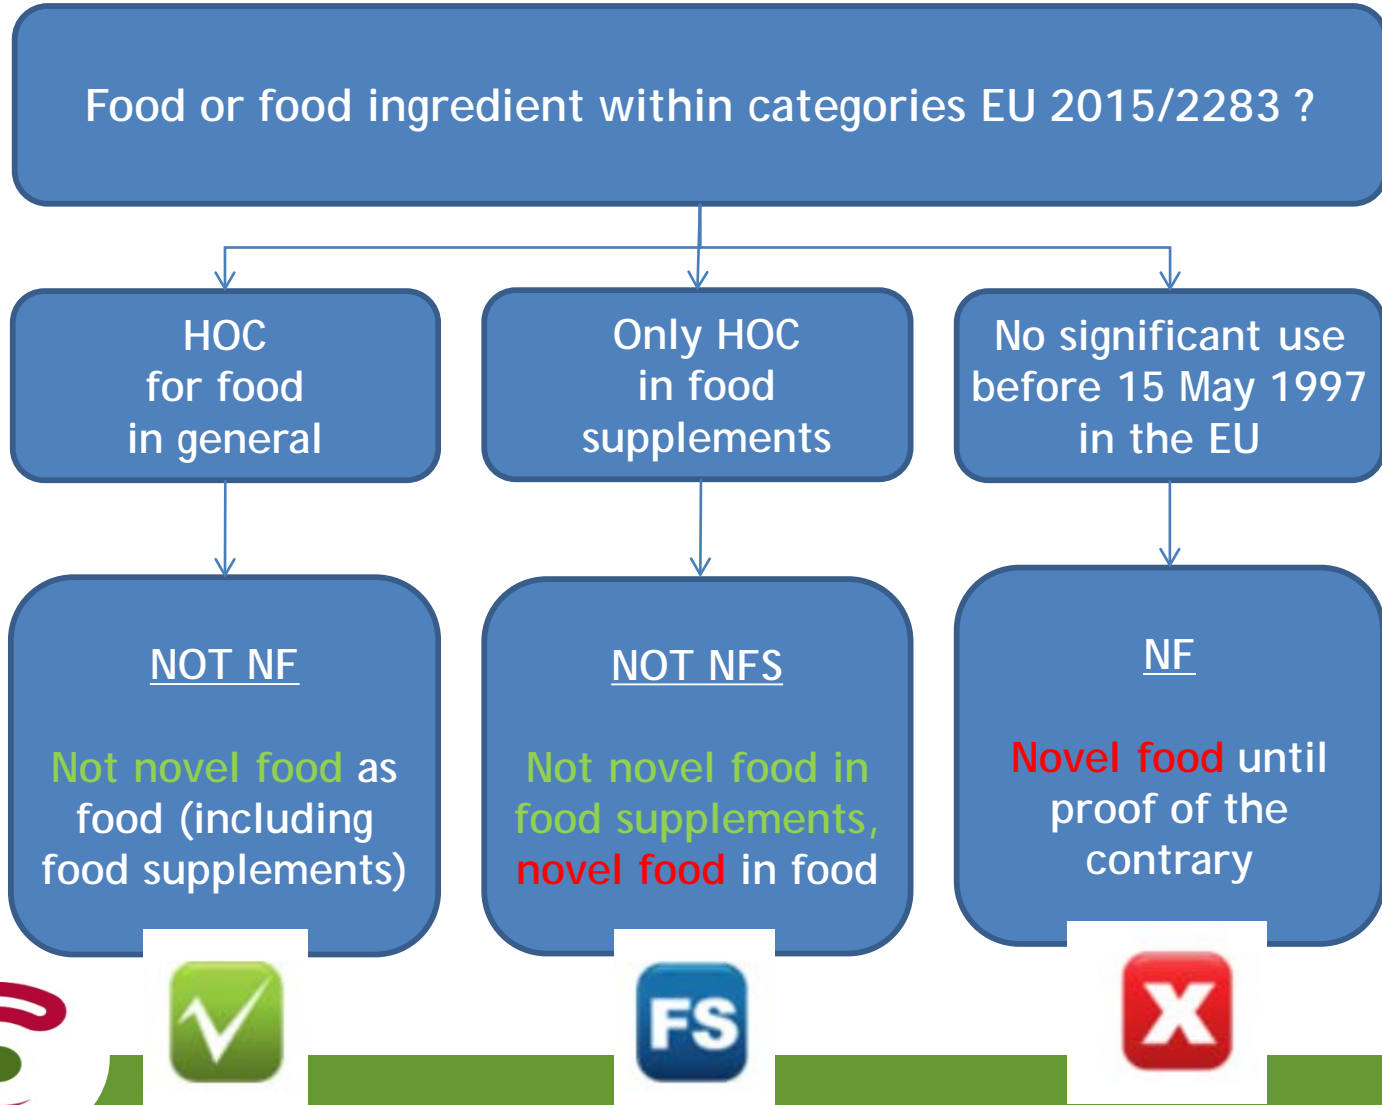 Food or food ingredient within categories EU 2015/2283 ?
HOC
for food
in general
Only HOC
in food
supplements
No significant use
before 15 May 1997
in the EU
NOT NF
Not novel food as
food (including
food supplements)
NOT NFS
Not novel food in
food supplements,
novel food in food
NF
Novel food until
proof of the
contrary
FS
X